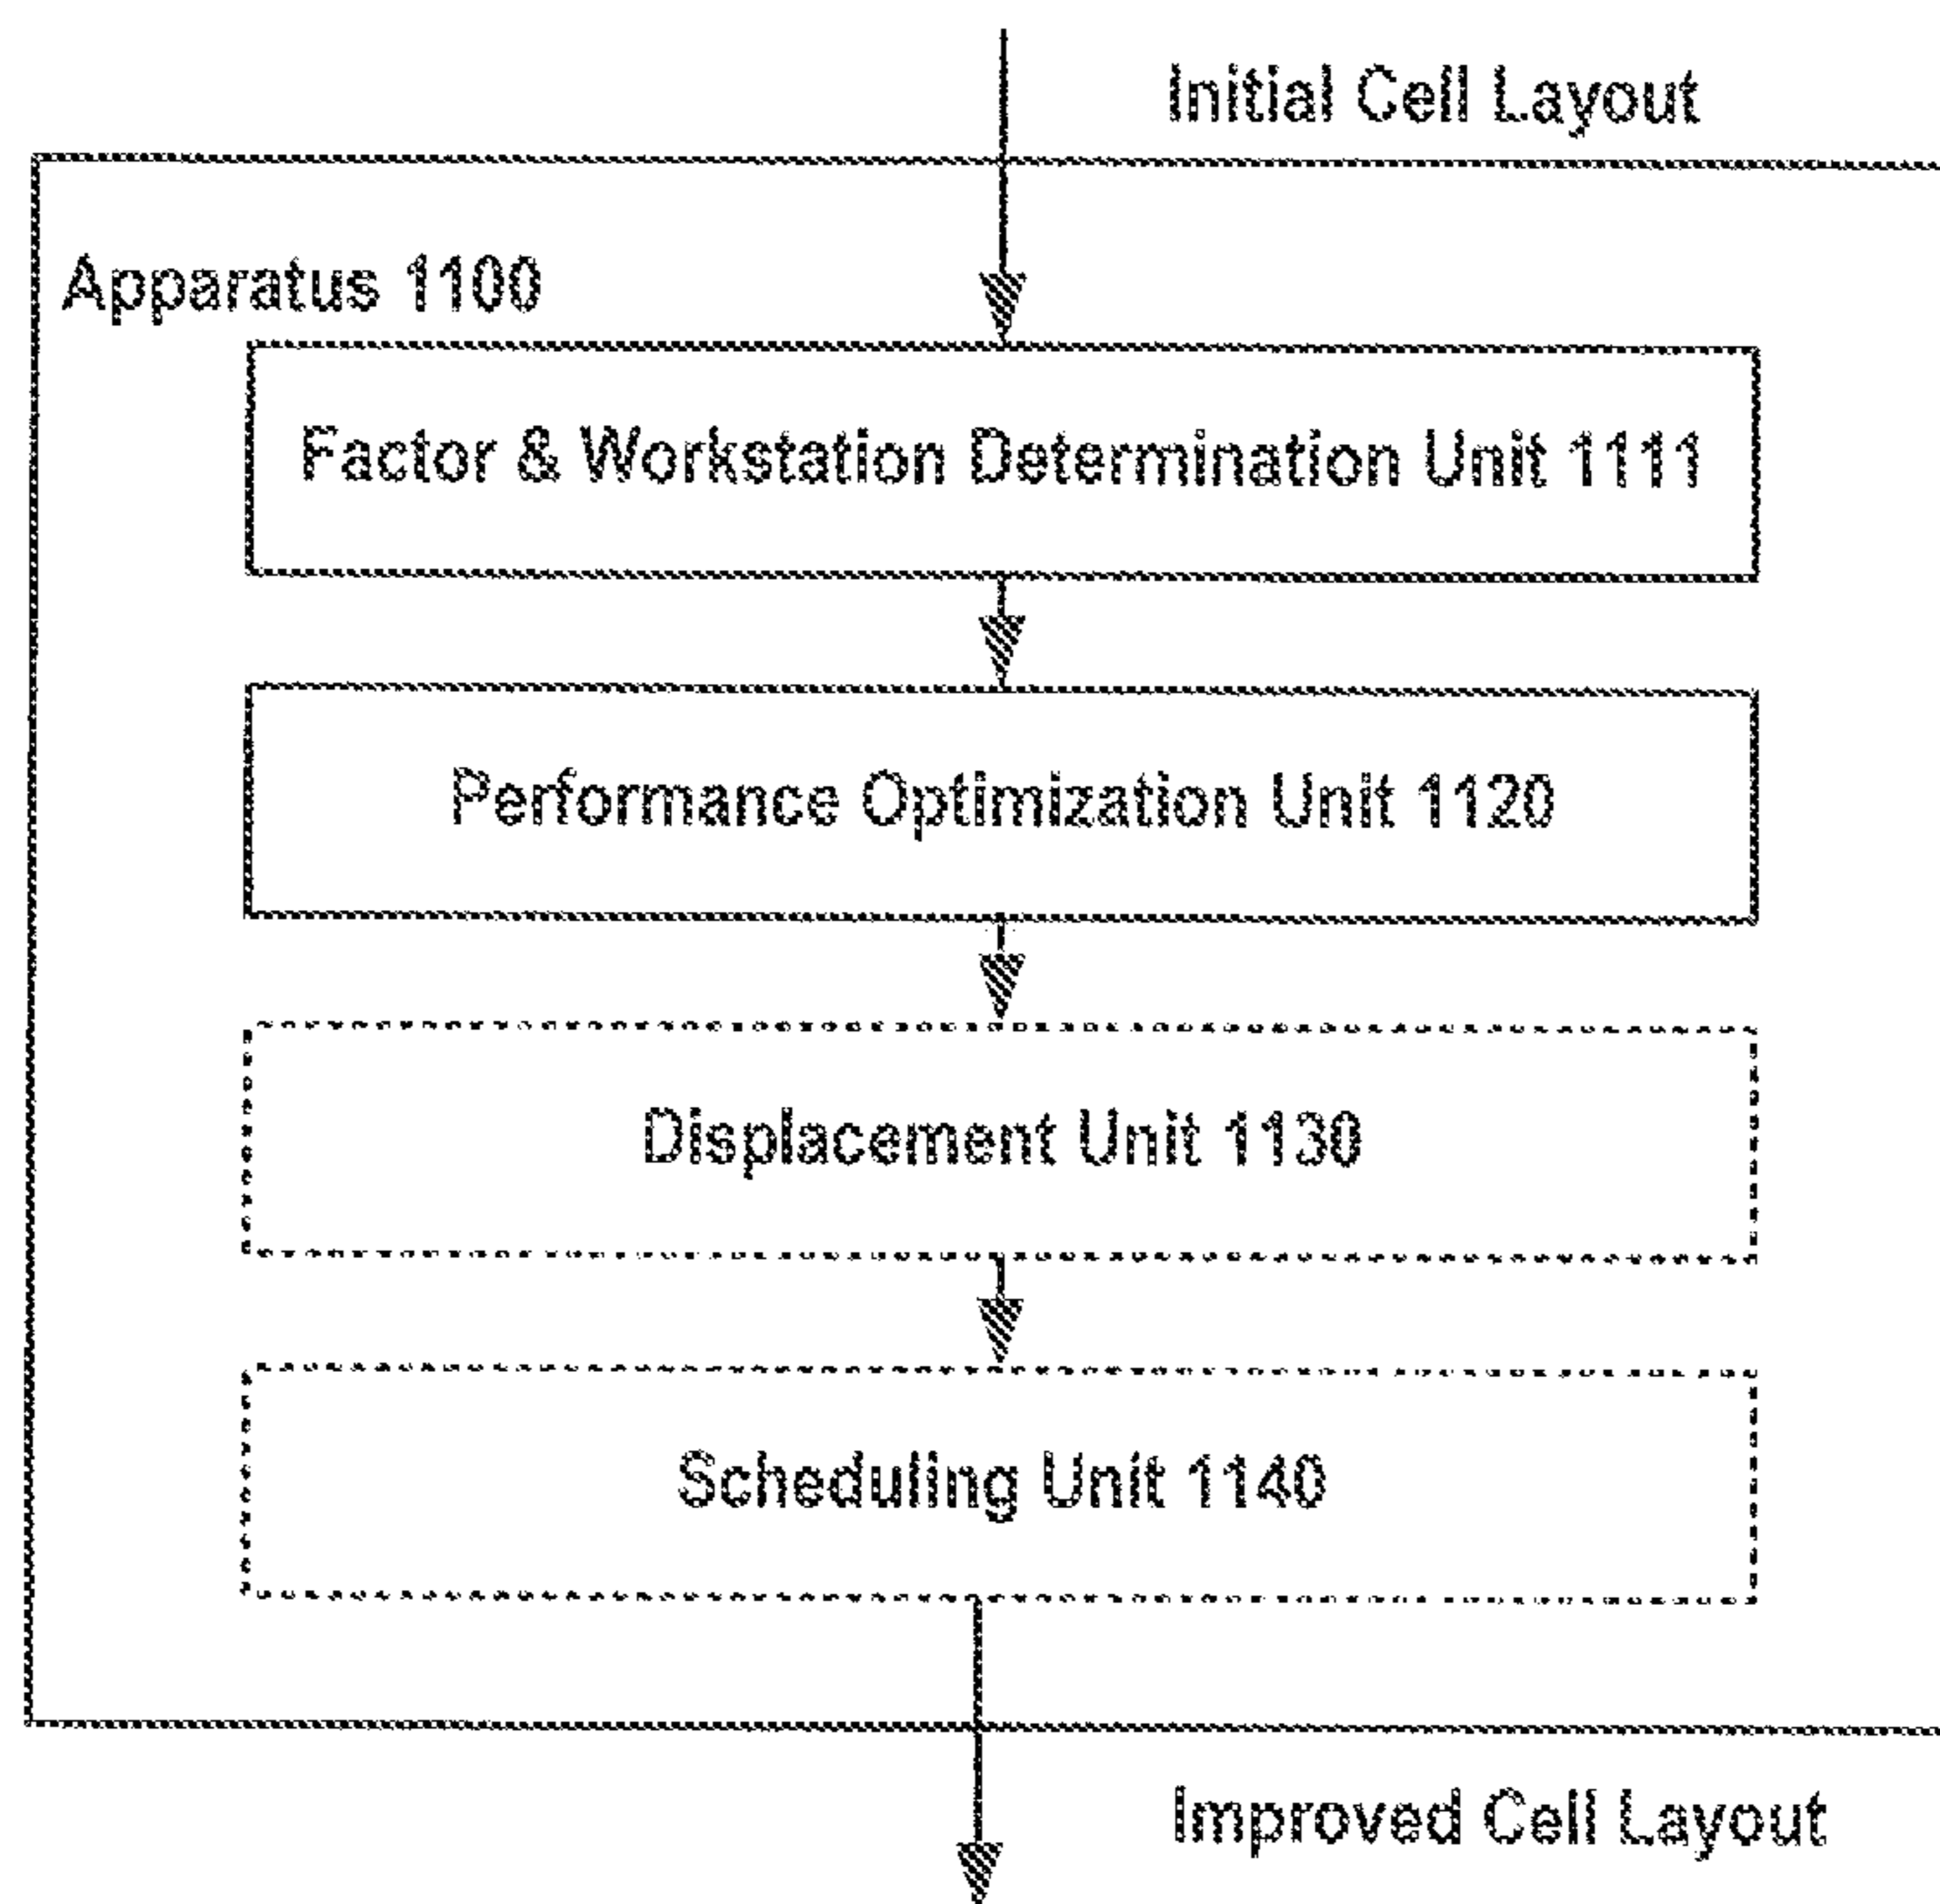 Initial Cell Layout
Apparatus 1100
Factor & Workstation Determination Unit 1111
Performance Optimization Unit 1120
Displacement Unit 1130
Scheduling Unit 1140
Improved Cell Layout